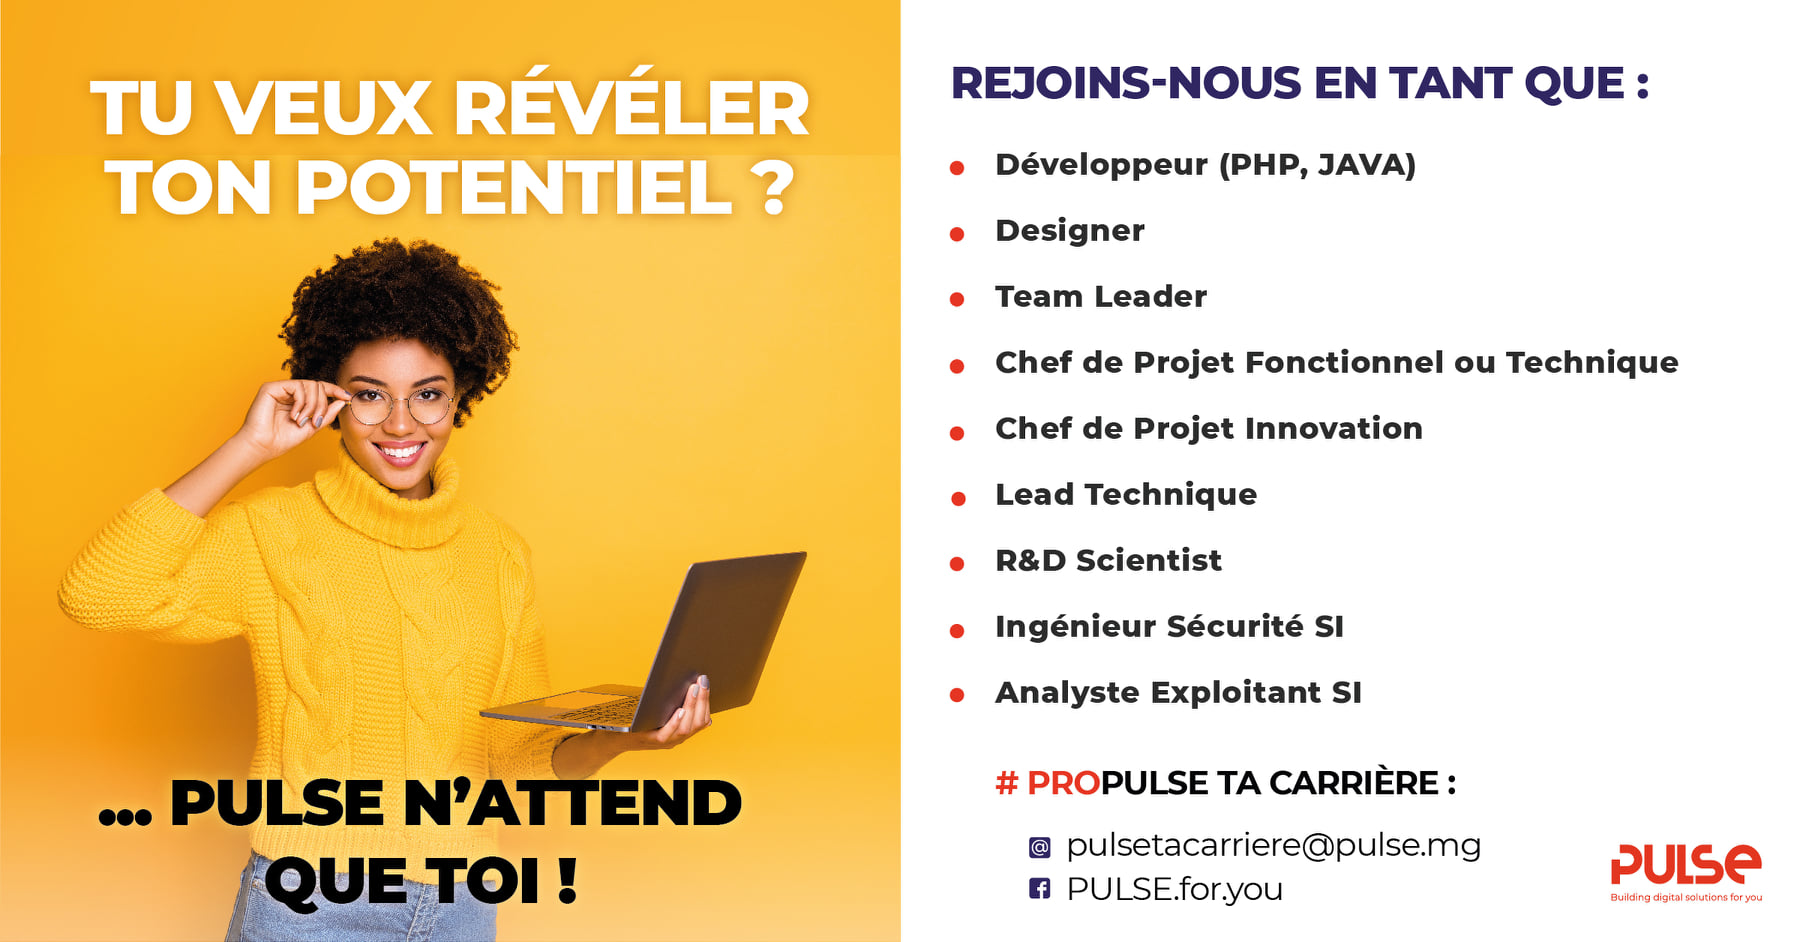 TU VEUX RÉVÉLER
TON POTENTIEL ?
... PULSE N'ATTEND
QUE TOI !
REJOINS-NOUS EN TANT QUE :
• Développeur (PHP, JAVA)
• Designer
• Team Leader
• Chef de Projet Fonctionnel ou Technique
• Chef de Projet Innovation
• Lead Technique
• R&D Scientist
• Ingénieur Sécurité SI
• Analyste Exploitant SI
# PROPULSE TA CARRIÈRE :
pulsetacarriere@pulse.mg
PULSE.for.you
PULSe
Building digital solutions for you